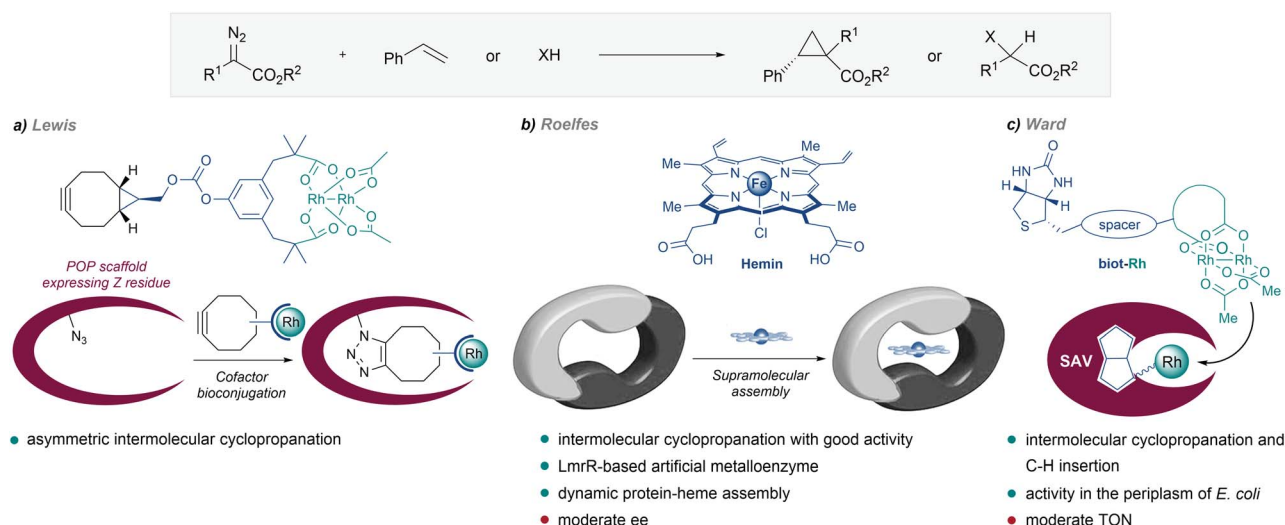 N₂
R¹
CO₂R²
+
Ph
or
XH
R¹
Ph
CO₂R²
or
X
H
R¹
CO₂R²
a) Lewis
H
H
O
O
O
O
O
O
O
Rh
Rh
O
O
O
O
POP scaffold
expressing Z residue
N₃
Rh
Cofactor
bioconjugation
N
N
N
Rh
b) Roelfes
Me
Me
N
N
Fe
N
N
Me
Me
Cl
O
OH
O
OH
Hemin
Supramolecular
assembly
c) Ward
O
HN
NH
H
H
S
H
spacer
biot-Rh
O
O
O
Rh
Rh
O
O
O
O
O
Me
Me
SAV
Rh
• asymmetric intermolecular cyclopropanation
• intermolecular cyclopropanation with good activity
• LmrR-based artificial metalloenzyme
• dynamic protein-heme assembly
• moderate ee
• intermolecular cyclopropanation and
C-H insertion
• activity in the periplasm of E. coli
• moderate TON